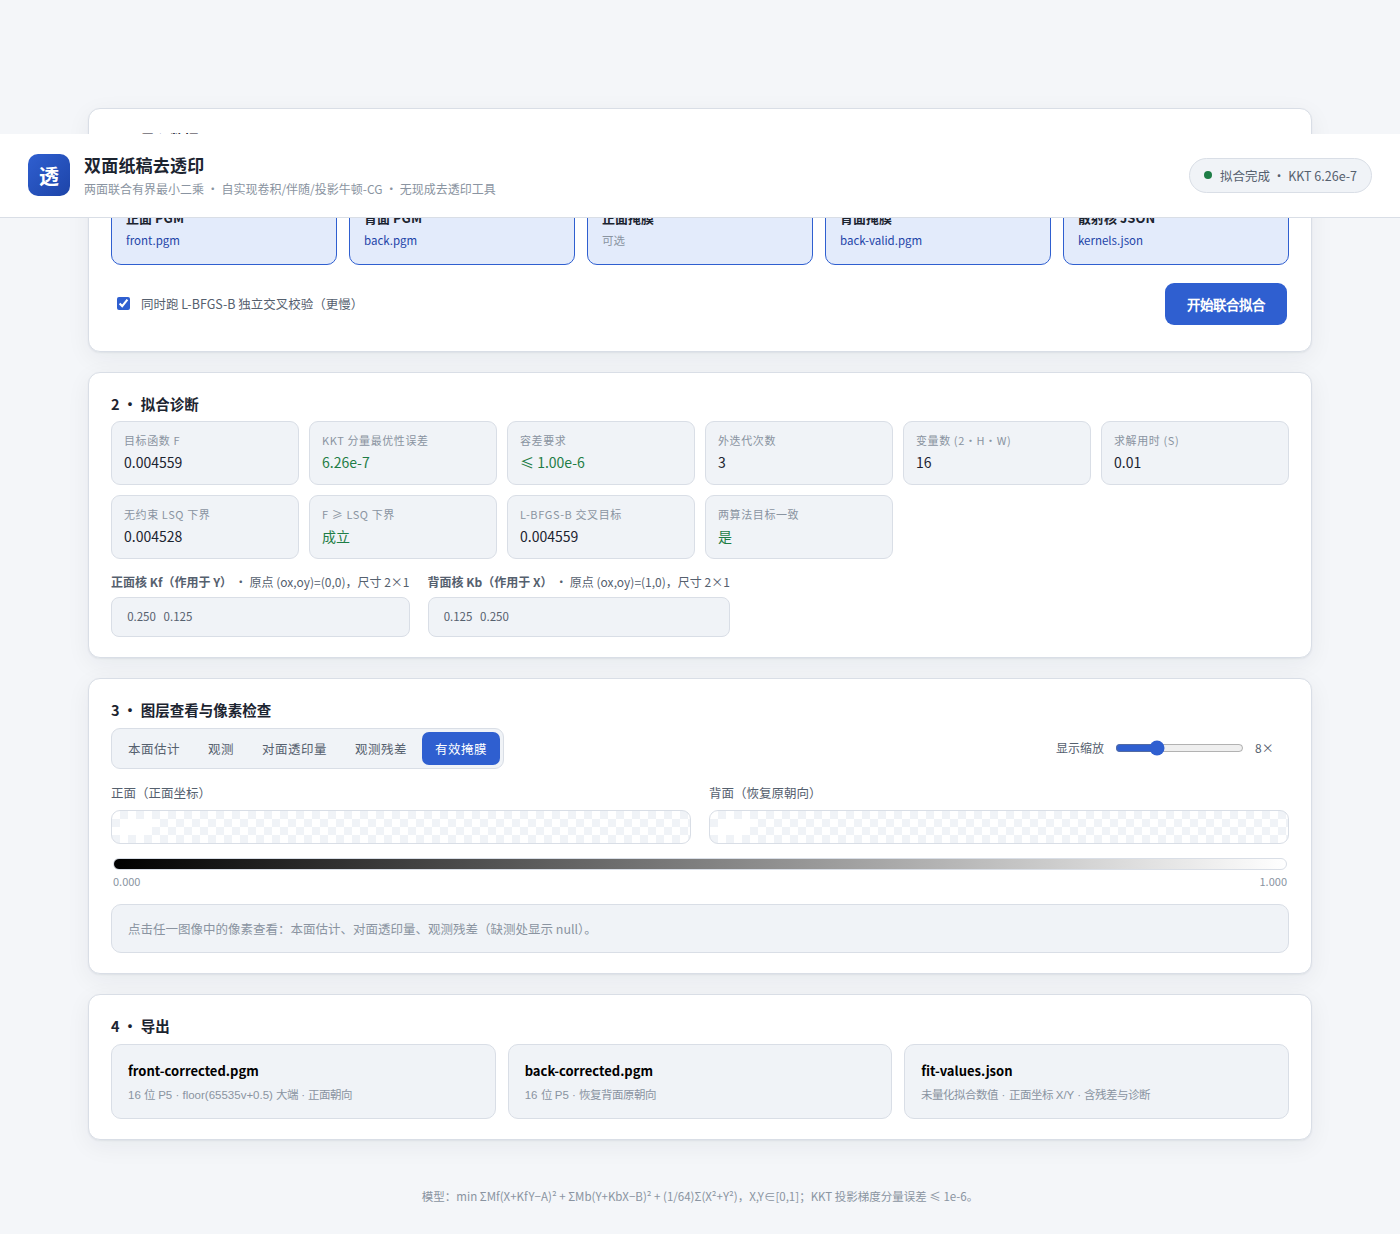 透
双面纸稿去透印
两面联合有界最小二乘 · 自实现卷积/伴随/投影牛顿-CG · 无现成去透印工具
拟合完成 · KKT 6.26e-7
正面 PGM
背面 PGM
正面掩膜
背面掩膜
散射核 JSON
front.pgm
back.pgm
可选
back-valid.pgm
kernels.json
同时跑 L-BFGS-B 独立交叉校验（更慢）
开始联合拟合
2 · 拟合诊断
目标函数 F
KKT 分量最优性误差
容差要求
外迭代次数
变量数 (2·H·W)
求解用时 (S)
0.004559
6.26e-7
≤ 1.00e-6
3
16
0.01
无约束 LSQ 下界
F ≥ LSQ 下界
L-BFGS-B 交叉目标
两算法目标一致
0.004528
成立
0.004559
是
正面核 Kf（作用于 Y） · 原点 (ox,oy)=(0,0)，尺寸 2×1
背面核 Kb（作用于 X） · 原点 (ox,oy)=(1,0)，尺寸 2×1
0.250 0.125
0.125 0.250
3 · 图层查看与像素检查
本面估计
观测
对面透印量
观测残差
有效掩膜
显示缩放
8×
正面（正面坐标）
背面（恢复原朝向）
0.000
1.000
点击任一图像中的像素查看：本面估计、对面透印量、观测残差（缺测处显示 null）。
4 · 导出
front-corrected.pgm
back-corrected.pgm
fit-values.json
16 位 P5 · floor(65535v+0.5) 大端 · 正面朝向
16 位 P5 · 恢复背面原朝向
未量化拟合数值 · 正面坐标 X/Y · 含残差与诊断
模型：min ΣMf(X+KfY−A)² + ΣMb(Y+KbX−B)² + (1/64)Σ(X²+Y²)，X,Y∈[0,1]；KKT 投影梯度分量误差 ≤ 1e-6。